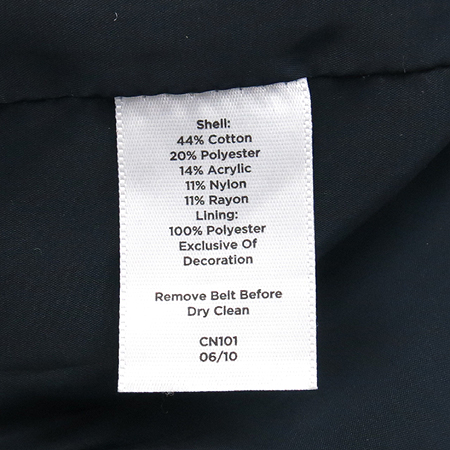 Shell:
44% Cotton
20% Polyester
14% Acrylic
11% Nylon
11% Rayon
Lining:
100% Polyester
Exclusive Of
Decoration
Remove Belt Before
Dry Clean
CN101
06/10